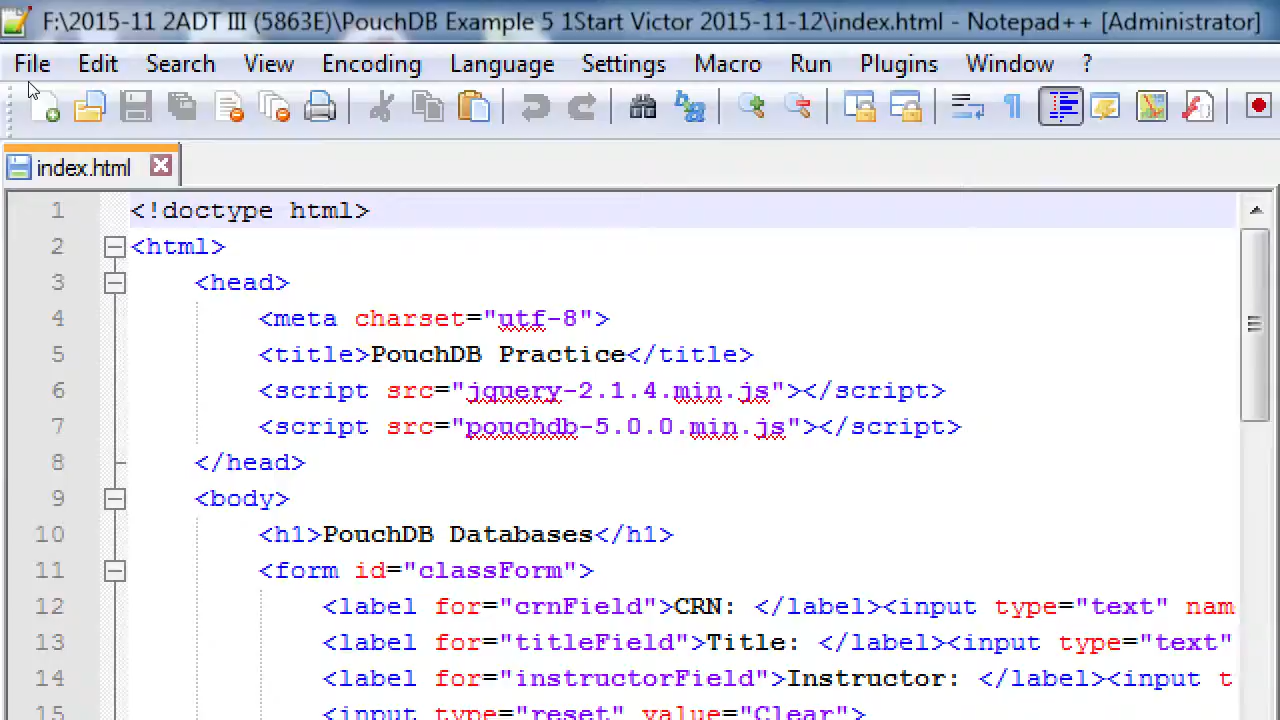 F:\2015-11 2ADT III (5863E)\PouchDB Example 5 1Start Victor 2015-11-12\index.html - Notepad++ [Administrator]
File Edit Search View Encoding Language Settings Macro Run Plugins Window ?
index.html
1 <!doctype html>
2 <html>
3 <head>
4 <meta charset="utf-8">
5 <title>PouchDB Practice</title>
6 <script src="jquery-2.1.4.min.js"></script>
7 <script src="pouchdb-5.0.0.min.js"></script>
8 </head>
9 <body>
10 <h1>PouchDB Databases</h1>
11 <form id="classForm">
12 <label for="crnField">CRN: </label><input type="text" nam
13 <label for="titleField">Title: </label><input type="text"
14 <label for="instructorField">Instructor: </label><input t
15 <input type="reset" value="Clear">